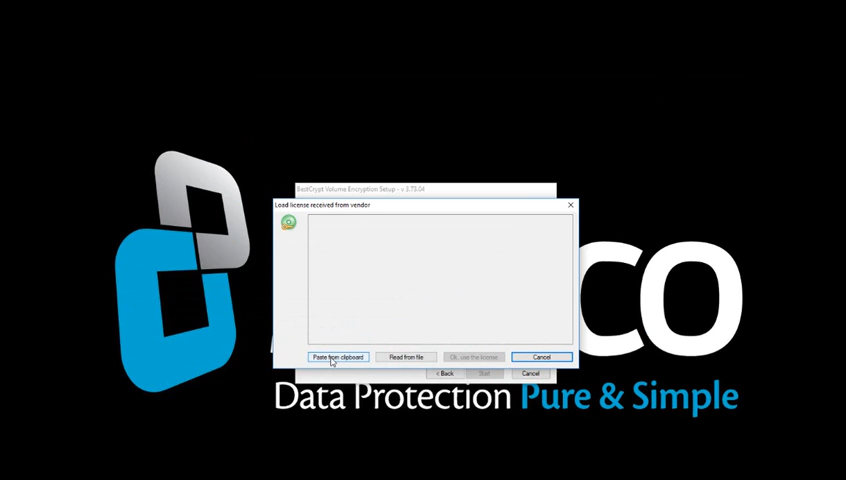 BestCrypt Volume Encryption Setup - v 3.73.04
Load license received from vendor
CO
Paste from clipboard
Read from file
Ok, use the license
Cancel
< Back
Start
Cancel
Data Protection Pure & Simple